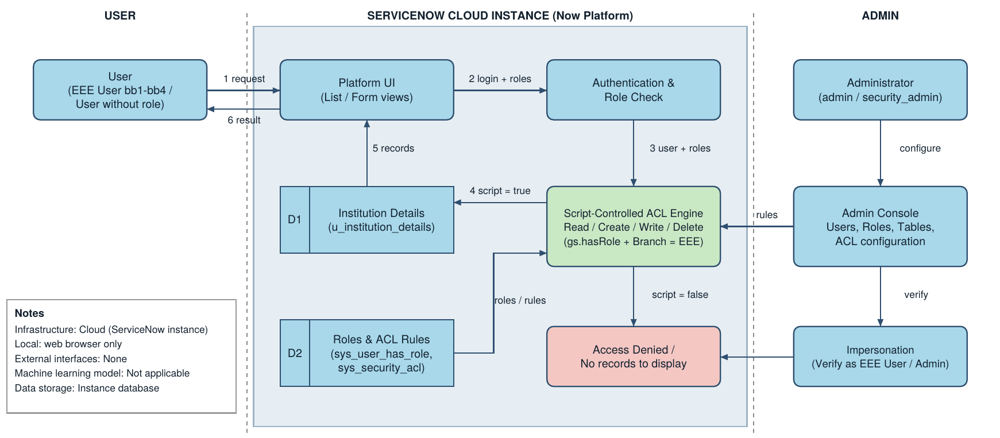 USER
SERVICENOW CLOUD INSTANCE (Now Platform)
ADMIN
User
(EEE User bb1-bb4 /
User without role)
1 request
6 result
Platform UI
(List / Form views)
2 login + roles
Authentication &
Role Check
Administrator
(admin / security_admin)
5 records
3 user + roles
configure
D1
Institution Details
(u_institution_details)
4 script = true
Script-Controlled ACL Engine
Read / Create / Write / Delete
(gs.hasRole + Branch = EEE)
rules
Admin Console
Users, Roles, Tables,
ACL configuration
roles / rules
script = false
verify
D2
Roles & ACL Rules
(sys_user_has_role,
sys_security_acl)
Access Denied /
No records to display
Impersonation
(Verify as EEE User / Admin)
Notes
Infrastructure: Cloud (ServiceNow instance)
Local: web browser only
External interfaces: None
Machine learning model: Not applicable
Data storage: Instance database